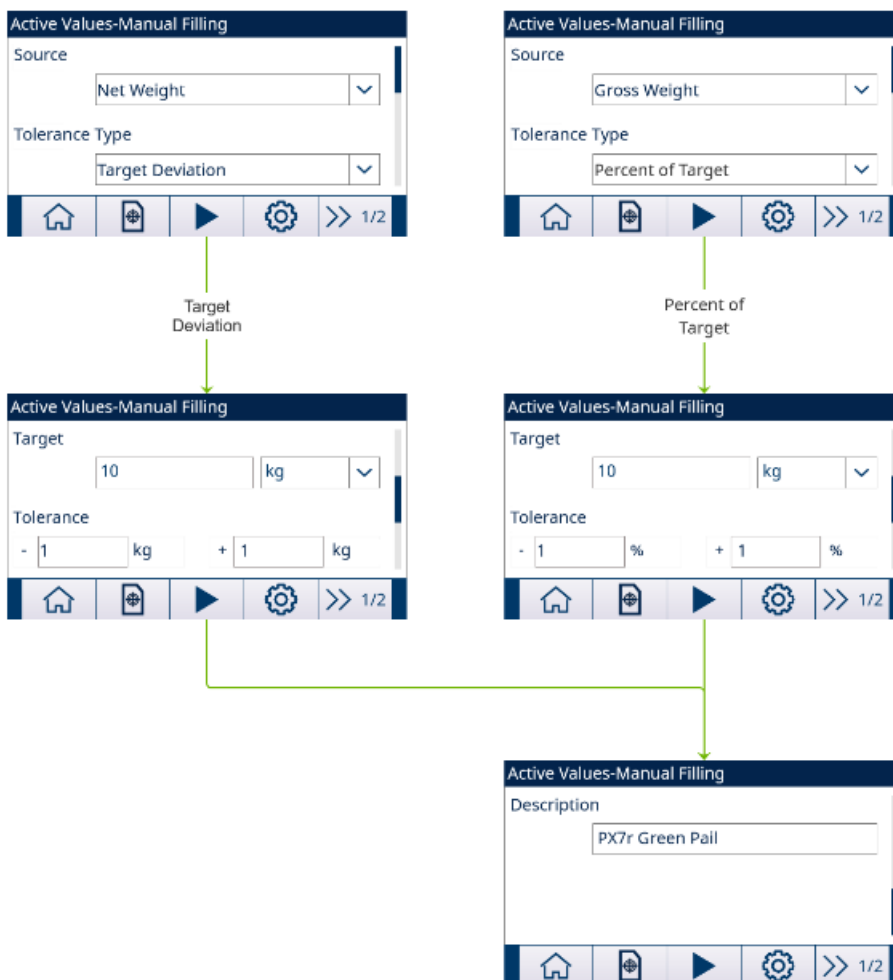 Active Values-Manual Filling
Source
Net Weight
Tolerance Type
Target Deviation
1/2
Active Values-Manual Filling
Source
Gross Weight
Tolerance Type
Percent of Target
1/2
Target
Deviation
Percent of
Target
Active Values-Manual Filling
Target
10 kg
Tolerance
- 1 kg + 1 kg
1/2
Active Values-Manual Filling
Target
10 kg
Tolerance
- 1 % + 1 %
1/2
Active Values-Manual Filling
Description
PX7r Green Pail
1/2